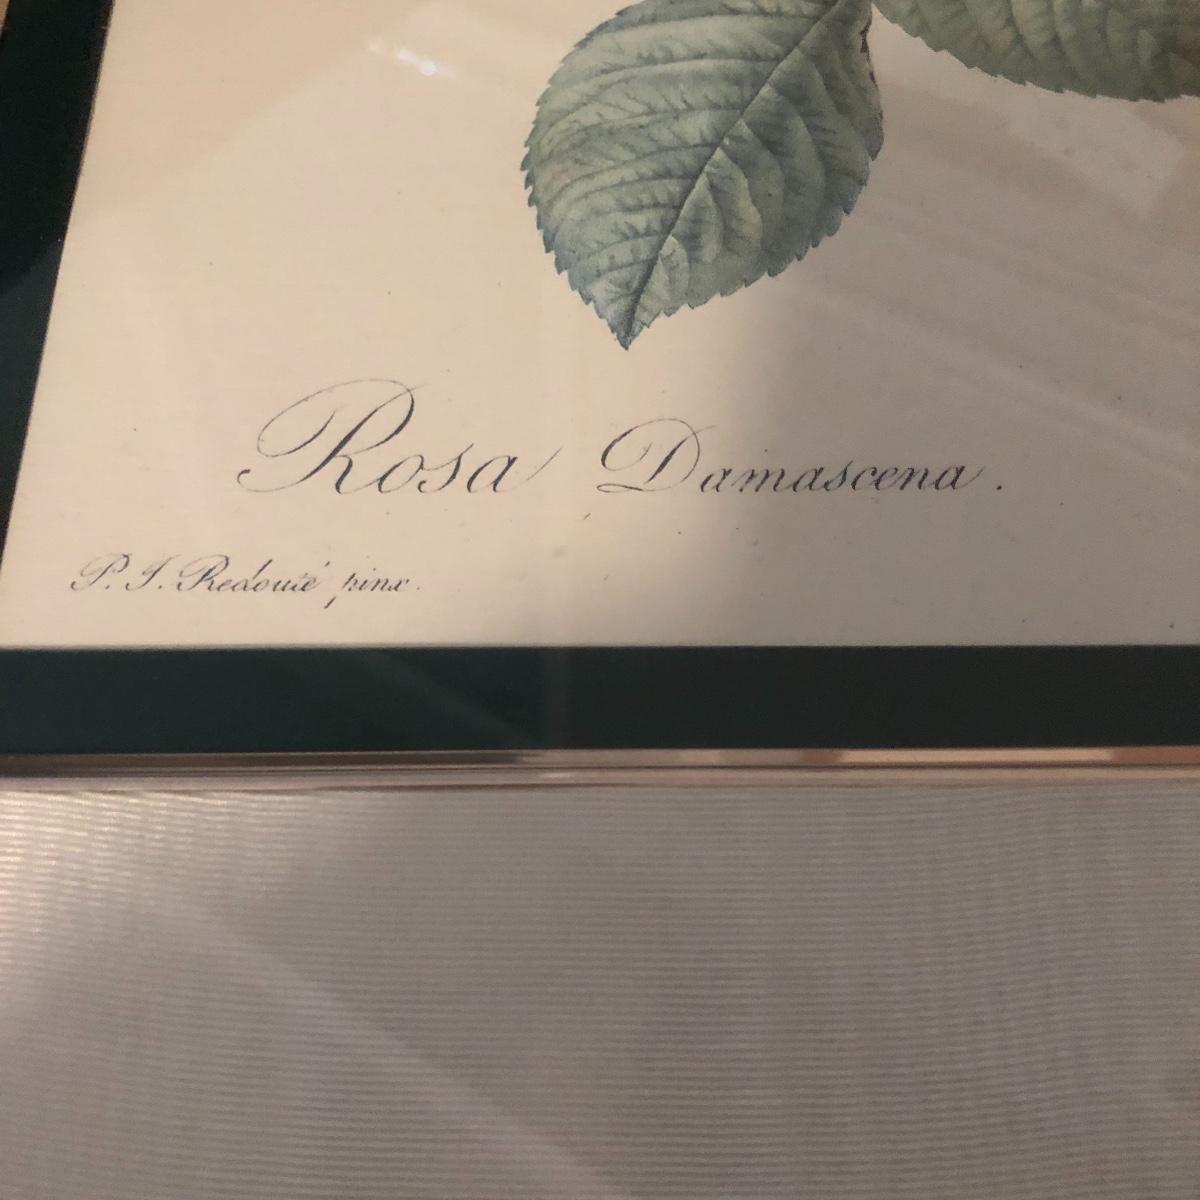 Rosa Damascena.
P. J. Redouté pinx.